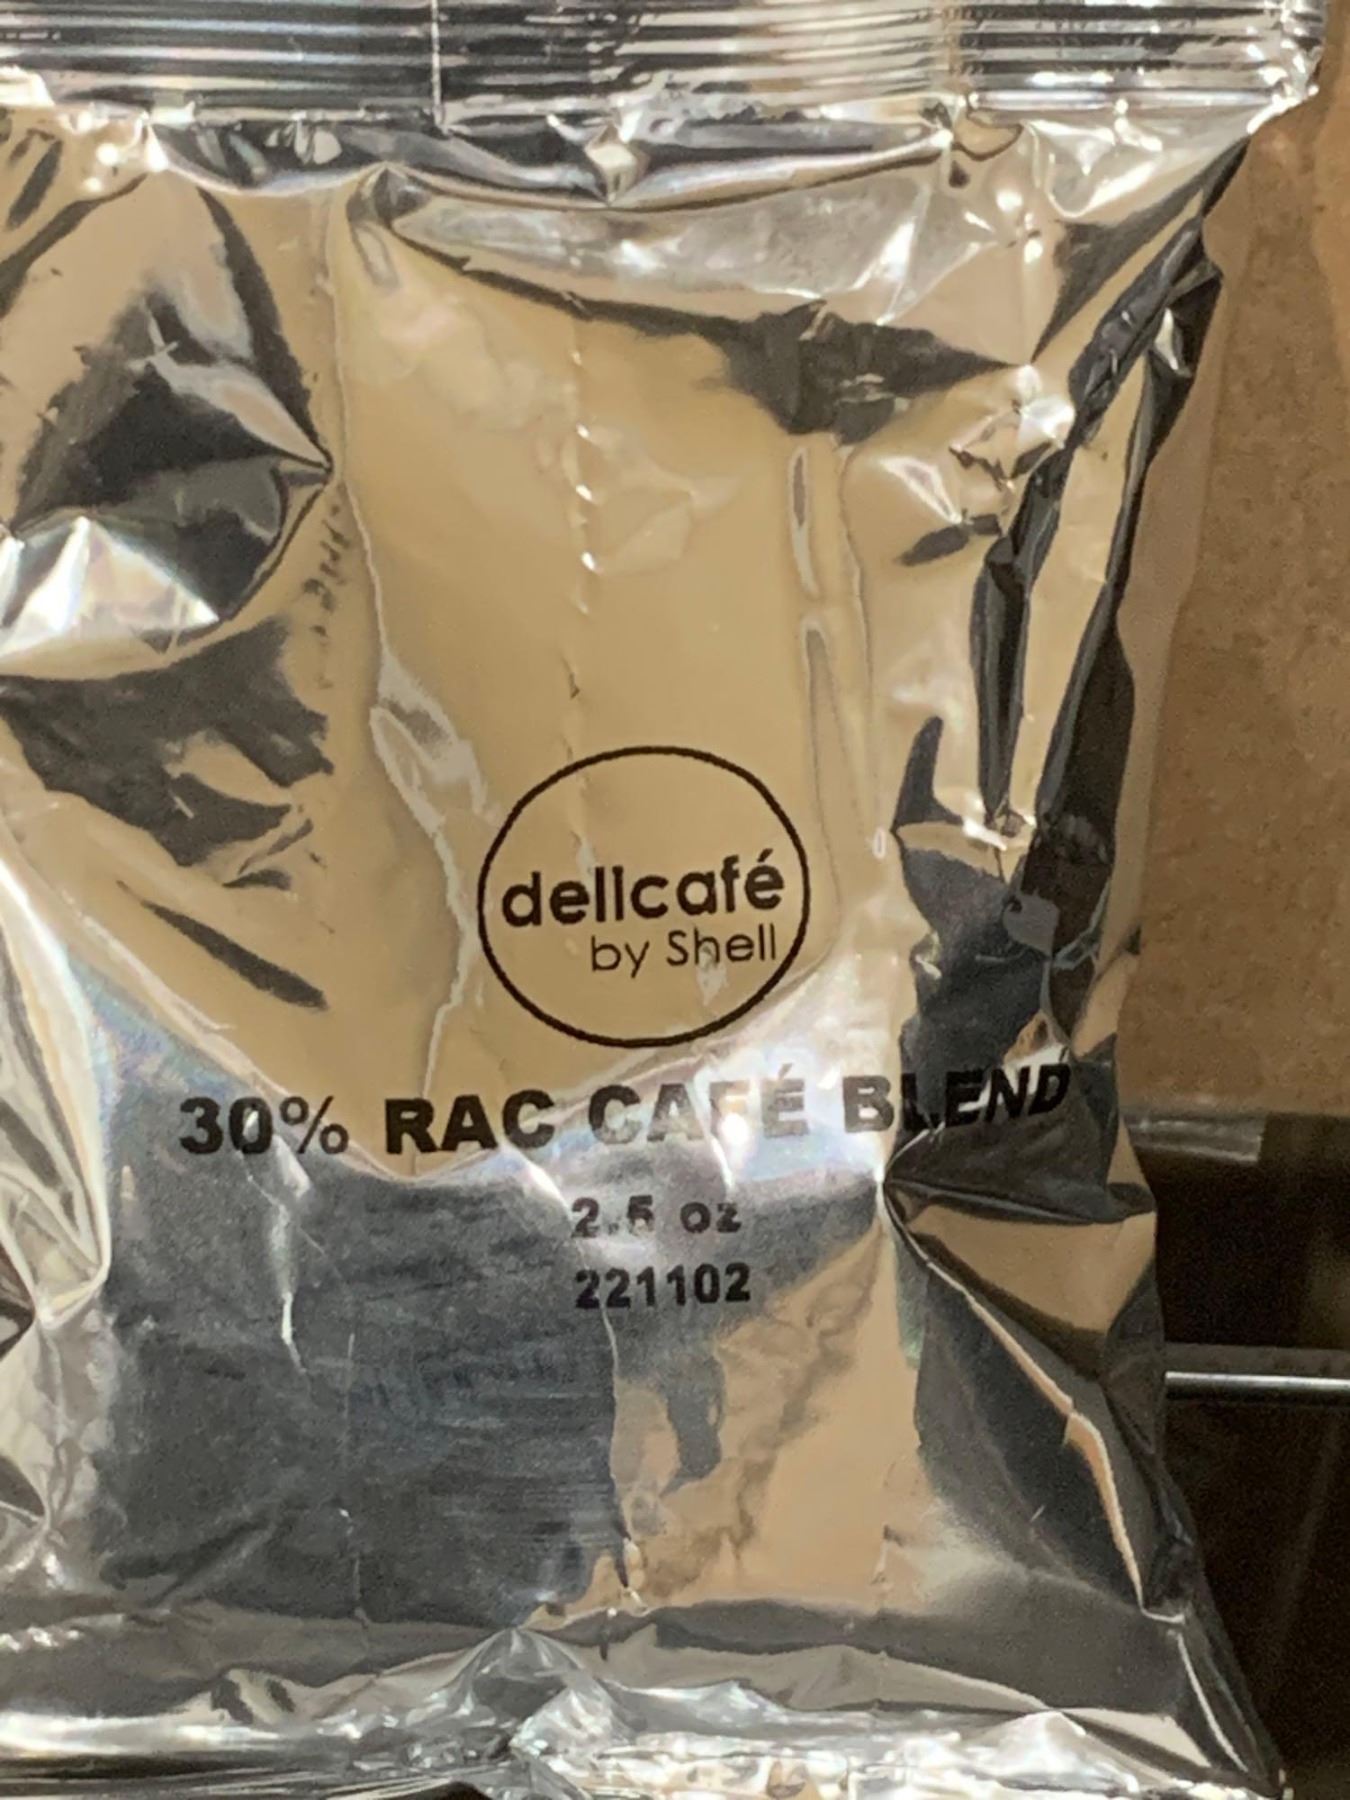 delicafé
by Shell
30% RAC CAFÉ BLEND
2.5 oz
221102